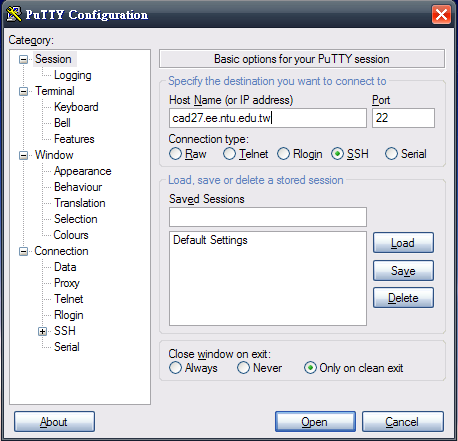 PuTTY Configuration
Category:
Session
Logging
Terminal
Keyboard
Bell
Features
Window
Appearance
Behaviour
Translation
Selection
Colours
Connection
Data
Proxy
Telnet
Rlogin
SSH
Serial
Basic options for your PuTTY session
Specify the destination you want to connect to
Host Name (or IP address) Port
cad27.ee.ntu.edu.tw 22
Connection type:
Raw Telnet Rlogin SSH Serial
Load, save or delete a stored session
Saved Sessions
Default Settings
Load
Save
Delete
Close window on exit:
Always Never Only on clean exit
About Open Cancel